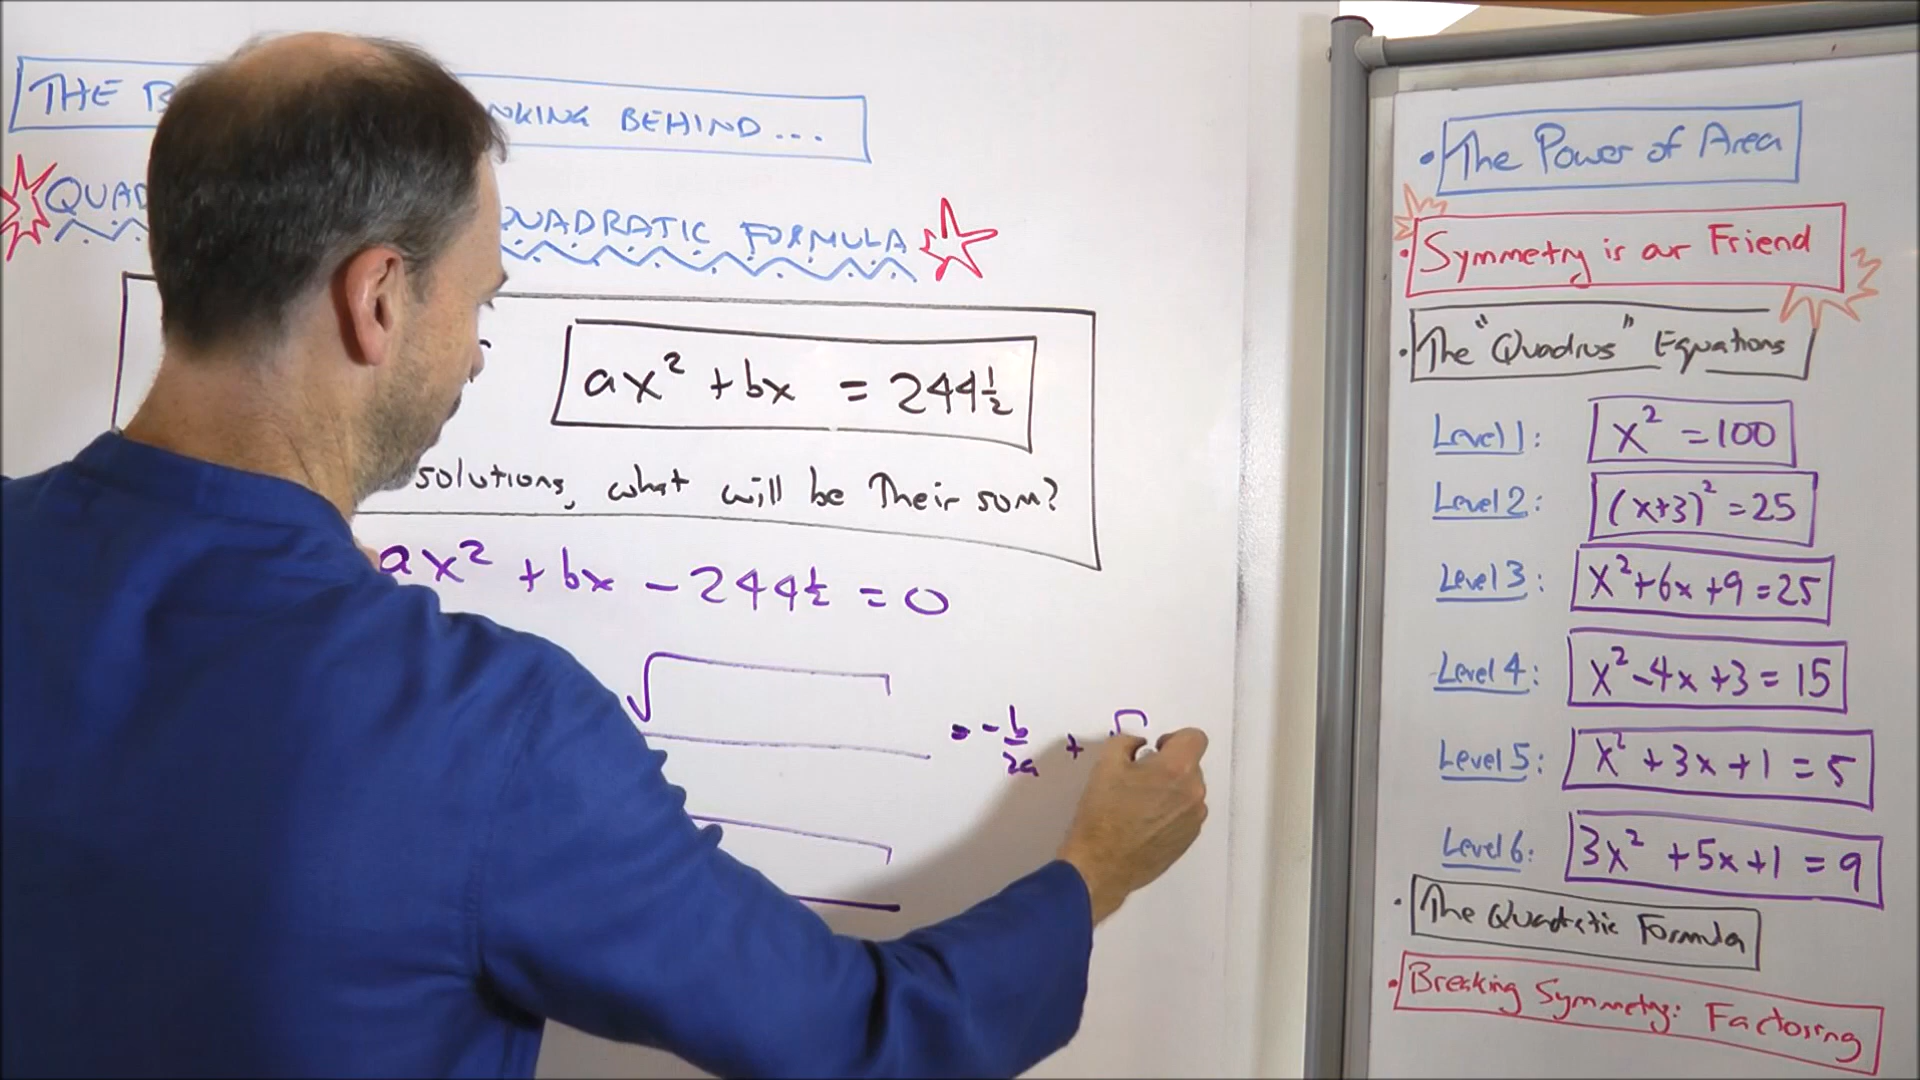 THE B NKING BEHIND...
QUAD QUADRATIC FORMULA
ax² + bx = 244½
solutions, what will be their sum?
ax² + bx - 244½ = 0
√
= -b/2a + √
• The Power of Area
• Symmetry is our Friend
• The "Quadrus" Equations
Level 1: x² = 100
Level 2: (x+3)² = 25
Level 3: x² + 6x + 9 = 25
Level 4: x² - 4x + 3 = 15
Level 5: x² + 3x + 1 = 5
Level 6: 3x² + 5x + 1 = 9
• The Quadratic Formula
• Breaking Symmetry: Factoring